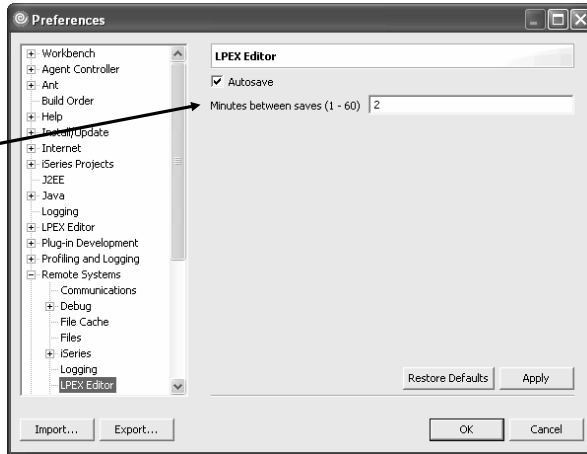 Preferences
Workbench
Agent Controller
Ant
Build Order
Help
Install/Update
Internet
iSeries Projects
J2EE
Java
Logging
LPEX Editor
Plug-in Development
Profiling and Logging
Remote Systems
Communications
Debug
File Cache
Files
iSeries
Logging
LPEX Editor
LPEX Editor
Autosave
Minutes between saves (1 - 60) 2
Restore Defaults Apply
Import... Export... OK Cancel